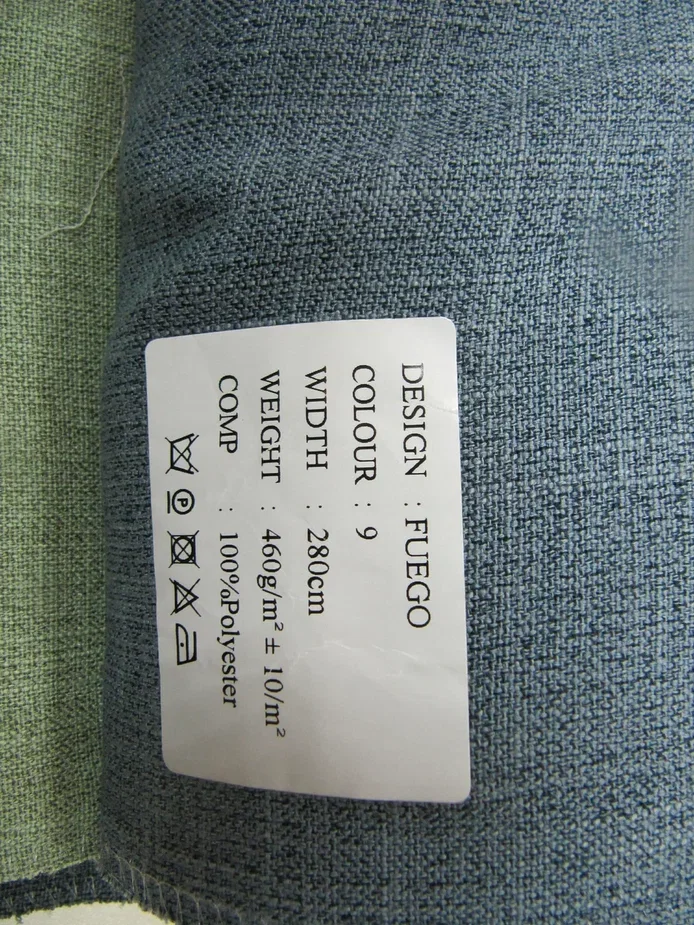 DESIGN : FUEGO
COLOUR : 9
WIDTH : 280cm
WEIGHT : 460g/m² ± 10/m²
COMP : 100%Polyester
P